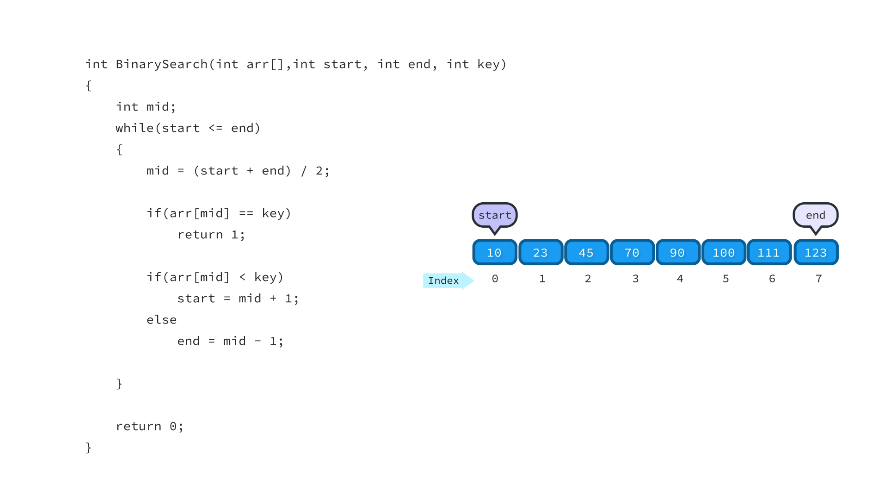 int BinarySearch(int arr[],int start, int end, int key)
{
    int mid;
    while(start <= end)
    {
        mid = (start + end) / 2;
        if(arr[mid] == key)
            return 1;
        if(arr[mid] < key)
            start = mid + 1;
        else
            end = mid - 1;
    }
    return 0;
}
start end
10 23 45 70 90 100 111 123
Index 0 1 2 3 4 5 6 7